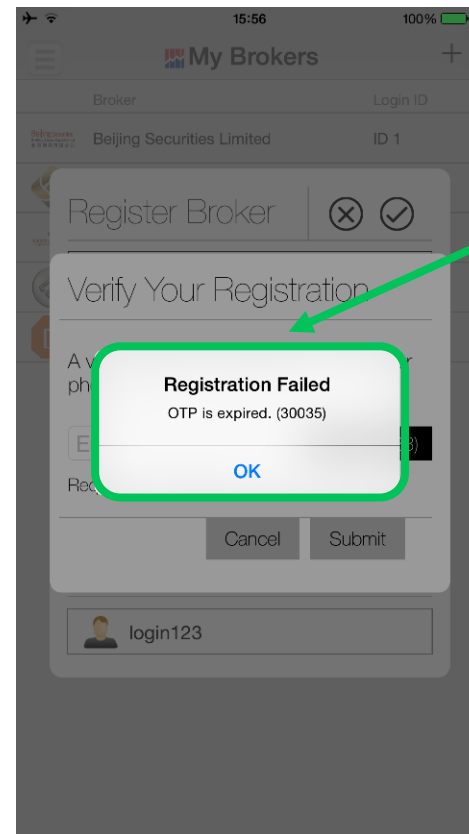 15:56
100%
My Brokers
Broker
Login ID
Beijing Securities Limited
ID 1
Register Broker
Verify Your Registration
A
Registration Failed
OTP is expired. (30035)
OK
Cancel
Submit
login123